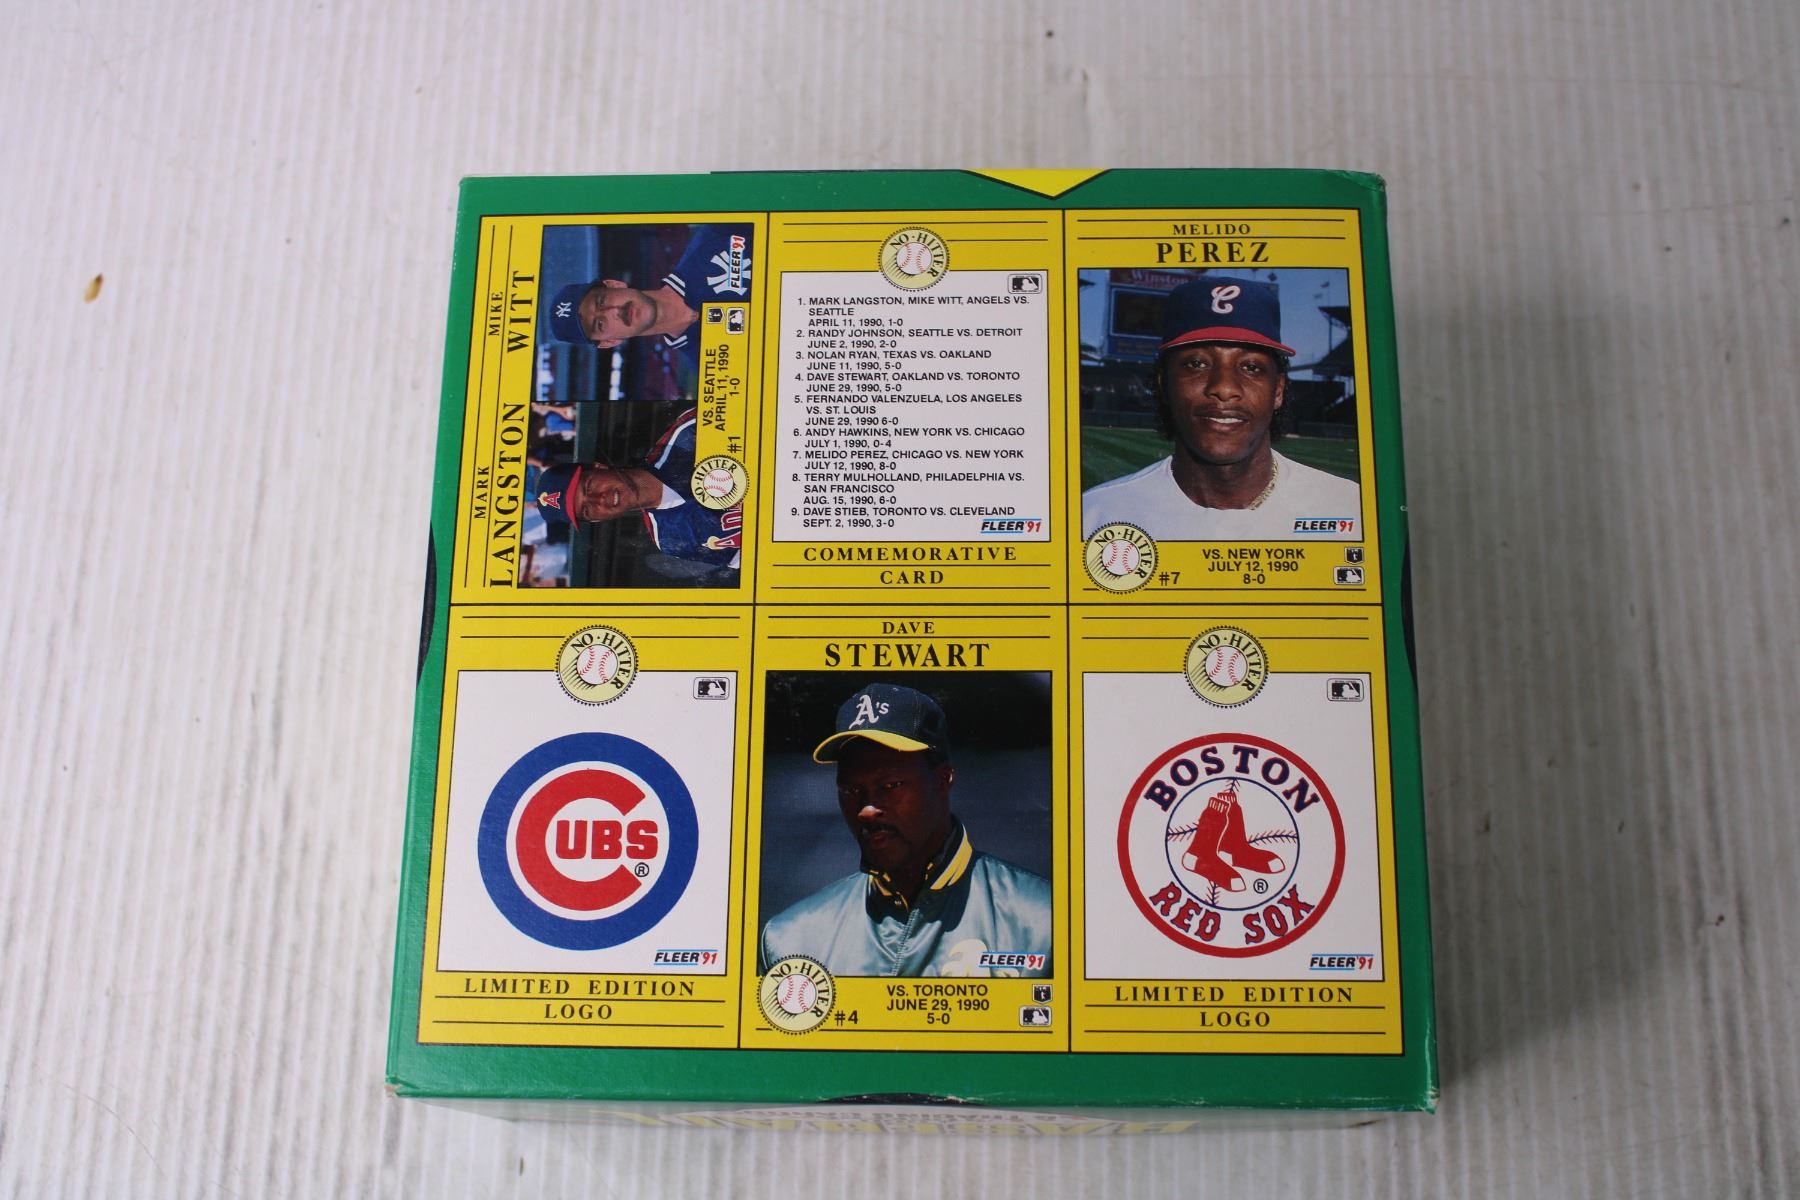 MARK MIKE
LANGSTON WITT
FLEER '91
VS. SEATTLE
APRIL 11, 1990
1-0
NO-HITTER
#1
A
An
NY
NO-HITTER
1. MARK LANGSTON, MIKE WITT, ANGELS VS.
SEATTLE
APRIL 11, 1990, 1-0
2. RANDY JOHNSON, SEATTLE VS. DETROIT
JUNE 2, 1990, 2-0
3. NOLAN RYAN, TEXAS VS. OAKLAND
JUNE 11, 1990, 5-0
4. DAVE STEWART, OAKLAND VS. TORONTO
JUNE 29, 1990, 5-0
5. FERNANDO VALENZUELA, LOS ANGELES
VS. ST. LOUIS
JUNE 29, 1990 6-0
6. ANDY HAWKINS, NEW YORK VS. CHICAGO
JULY 1, 1990, 0-4
7. MELIDO PEREZ, CHICAGO VS. NEW YORK
JULY 12, 1990, 8-0
8. TERRY MULHOLLAND, PHILADELPHIA VS.
SAN FRANCISCO
AUG. 15, 1990, 6-0
9. DAVE STIEB, TORONTO VS. CLEVELAND
SEPT. 2, 1990, 3-0
FLEER '91
COMMEMORATIVE
CARD
MELIDO
PEREZ
Winston
C
FLEER '91
NO-HITTER
#7
VS. NEW YORK
JULY 12, 1990
8-0
NO-HITTER
CUBS
®
FLEER '91
LIMITED EDITION
LOGO
DAVE
STEWART
A's
FLEER '91
NO-HITTER
#4
VS. TORONTO
JUNE 29, 1990
5-0
NO-HITTER
BOSTON
RED SOX
®
FLEER '91
LIMITED EDITION
LOGO